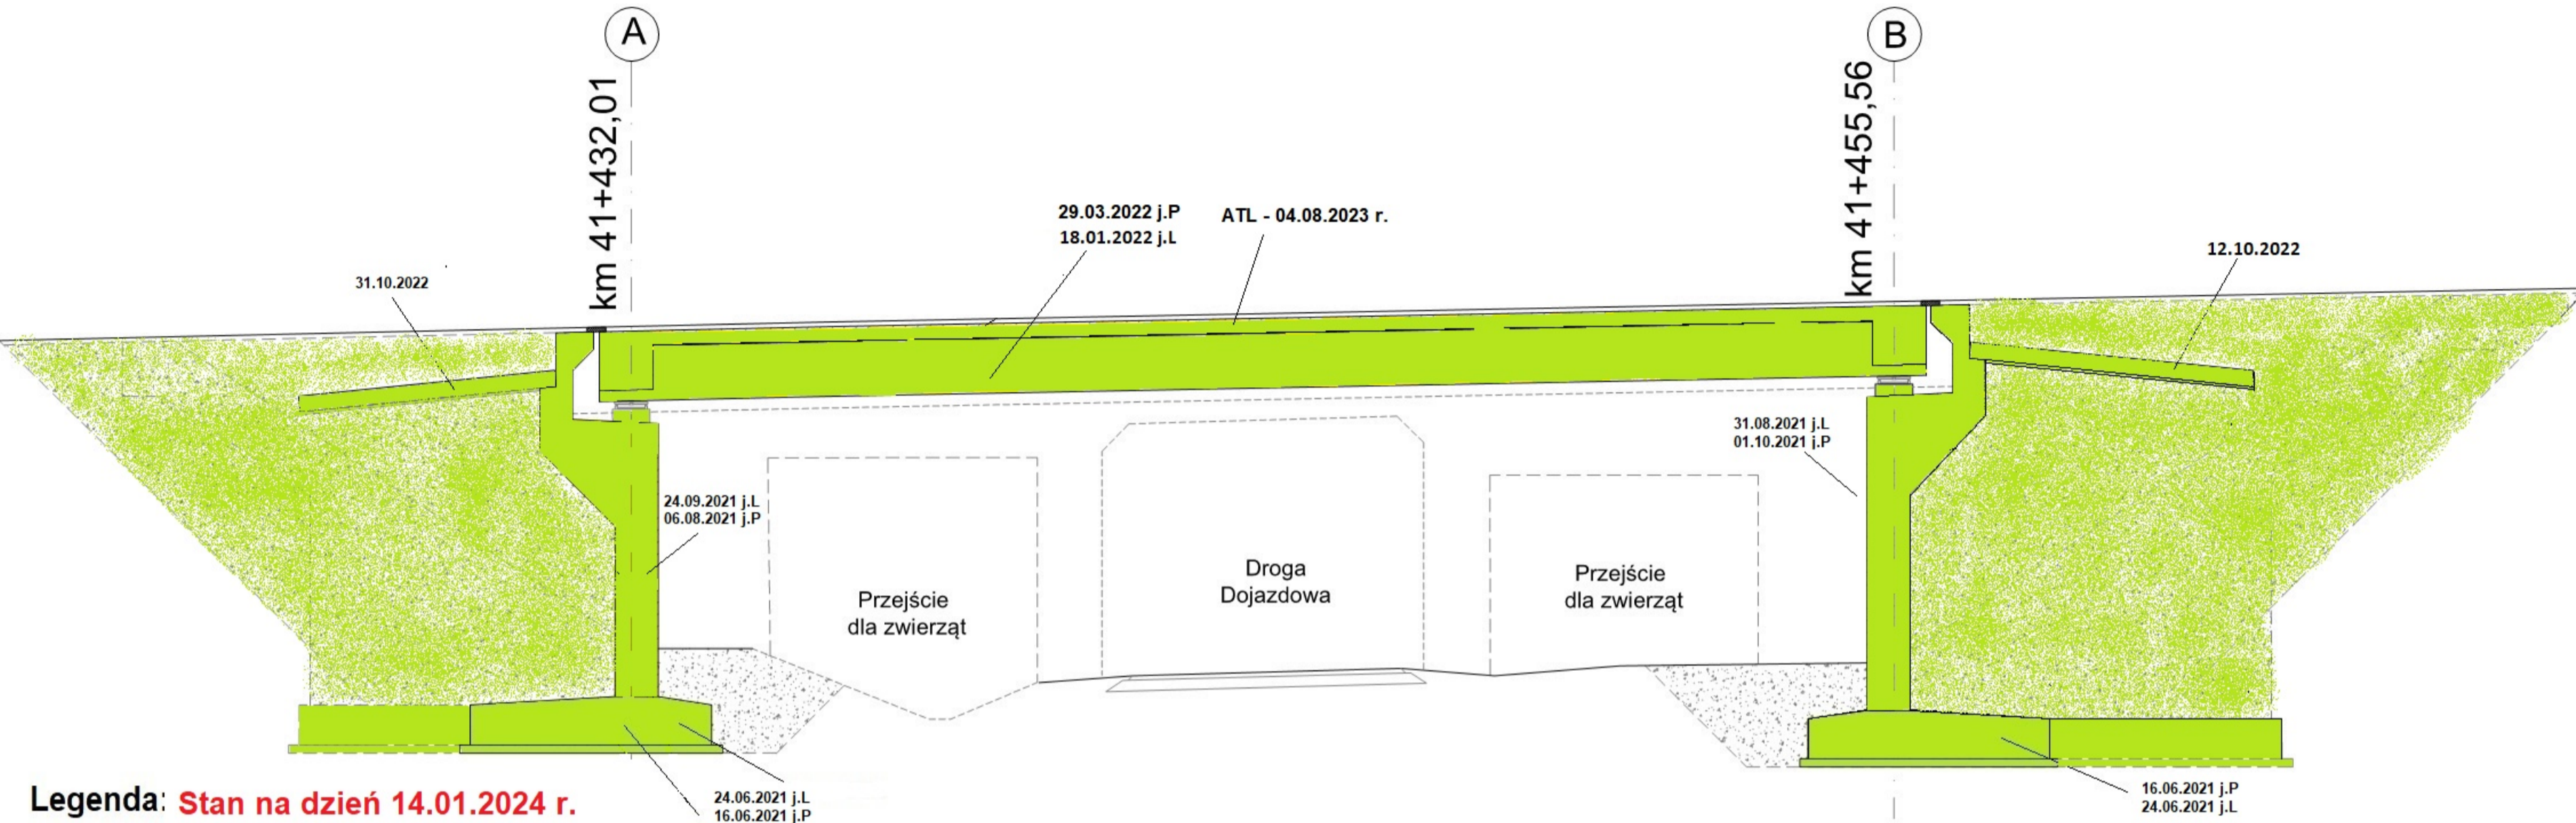 A
B
km 41+432,01
km 41+455,56
29.03.2022 j.P
18.01.2022 j.L
ATL - 04.08.2023 r.
31.10.2022
12.10.2022
31.08.2021 j.L
01.10.2021 j.P
24.09.2021 j.L
06.08.2021 j.P
Przejście
dla zwierząt
Droga
Dojazdowa
Przejście
dla zwierząt
24.06.2021 j.L
16.06.2021 j.P
16.06.2021 j.P
24.06.2021 j.L
Legenda: Stan na dzień 14.01.2024 r.